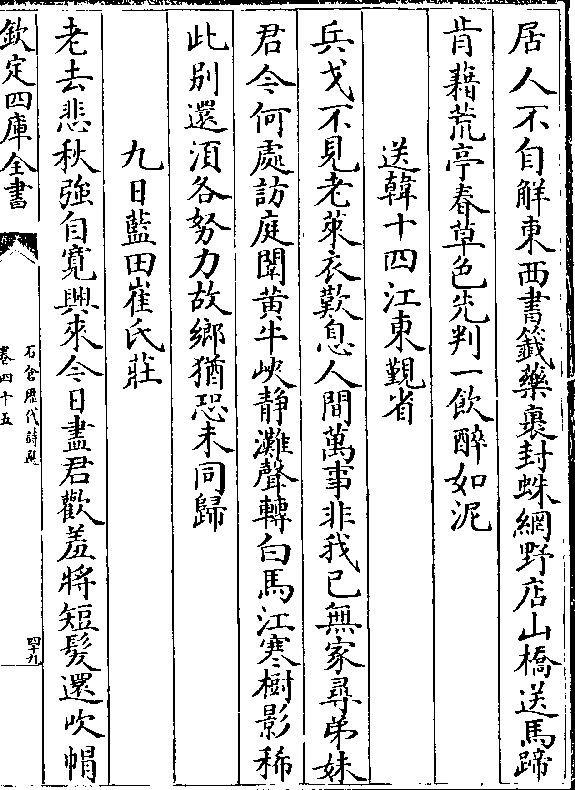 居人不自解東西書籤藥裹封蛛網野店山橋送馬蹄
肯藉荒亭春草色先判一飲醉如泥
送韓十四江東覲省
兵戈不見老萊衣歎息人間萬事非我已無家尋弟妹
君今何處訪庭闈黄牛峽静灘聲轉白馬江寒樹影稀
此别還須各努力故鄉猶恐未同歸
九日藍田崔氏莊
老去悲秋強自寛興來今日盡君歡羞將短髮還吹帽
欽定四庫全書
石倉歷代詩選
卷四十五
四十九